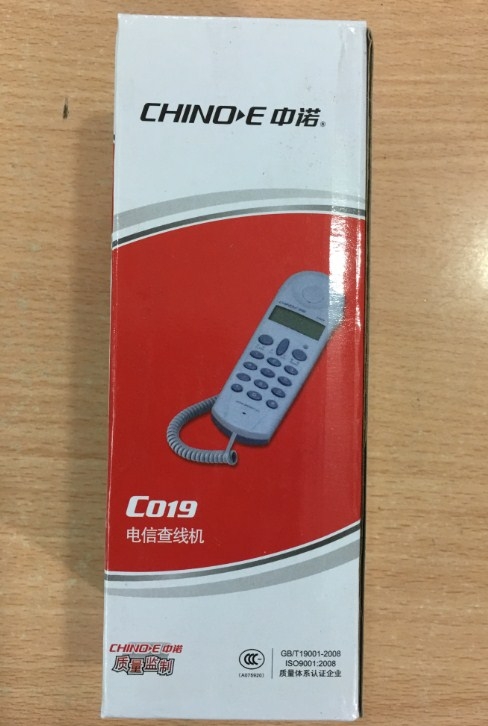 CHINO-E 中诺®
C019
电信查线机
CHINO-E 中诺
质量监制
CCC
GB/T19001-2008
ISO9001:2008
质量体系认证企业